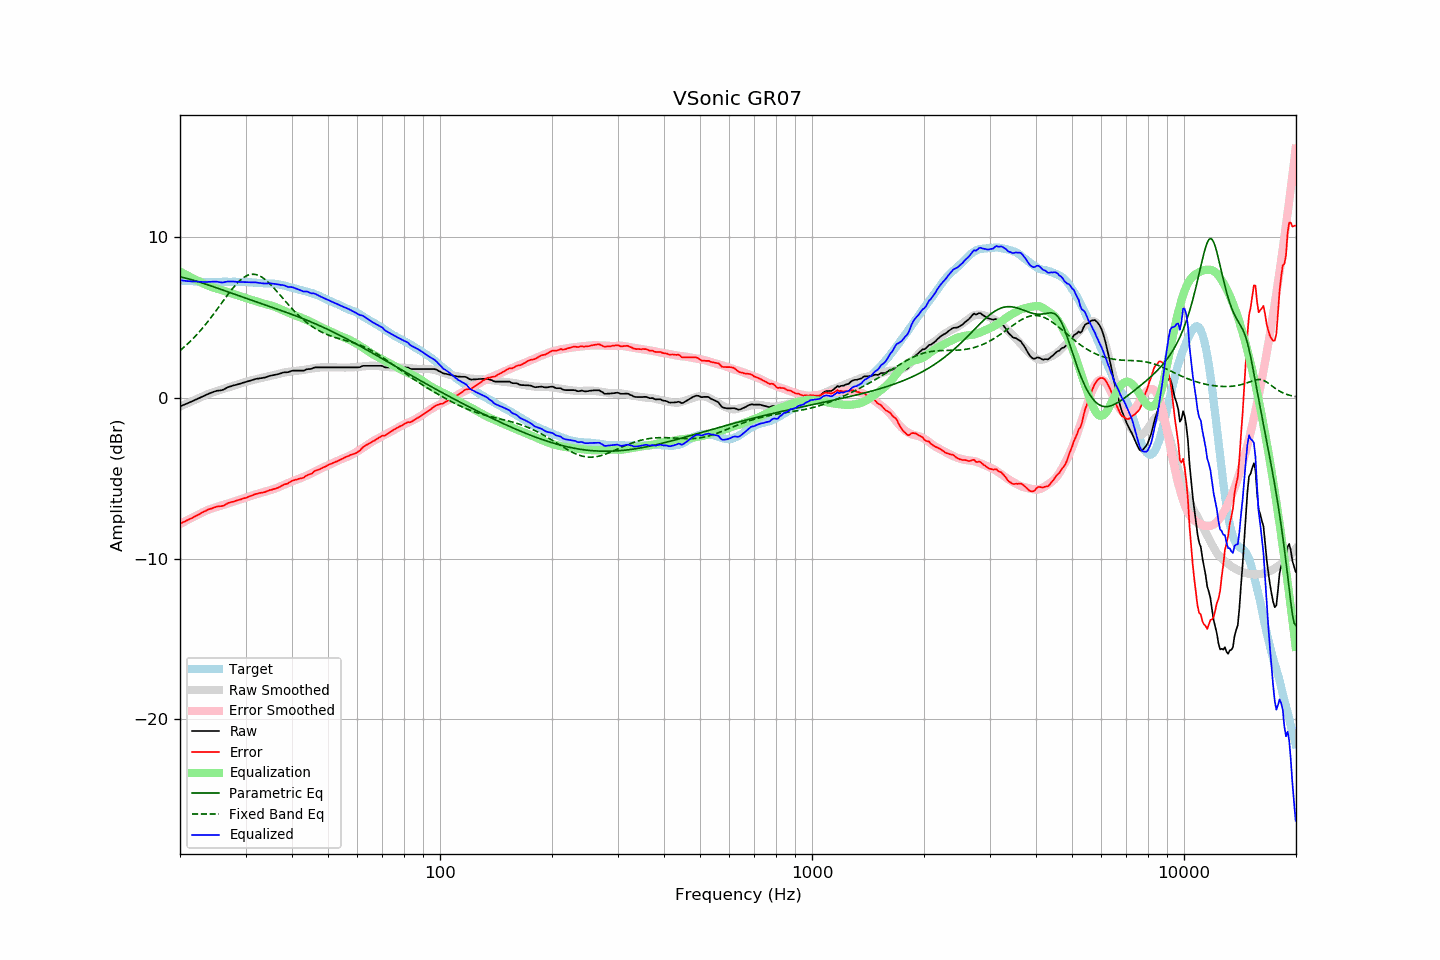 VSonic GR07
Amplitude (dBr)
10
0
−10
−20
Target
Raw Smoothed
Error Smoothed
Raw
Error
Equalization
Parametric Eq
Fixed Band Eq
Equalized
100
1000
10000
Frequency (Hz)